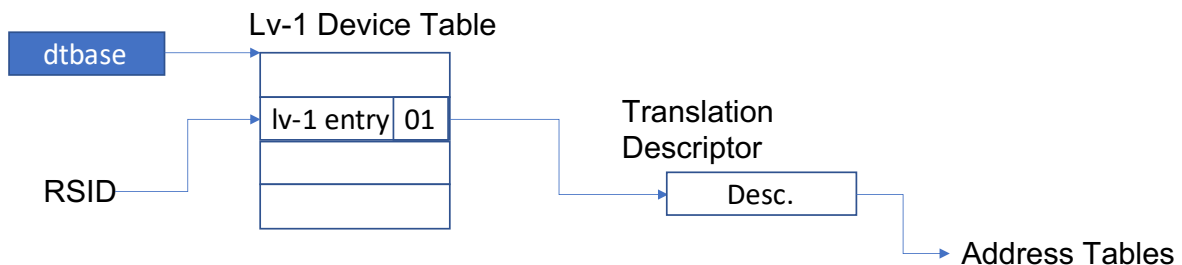 Lv-1 Device Table
dtbase
lv-1 entry 01
Translation
Descriptor
RSID
Desc.
Address Tables